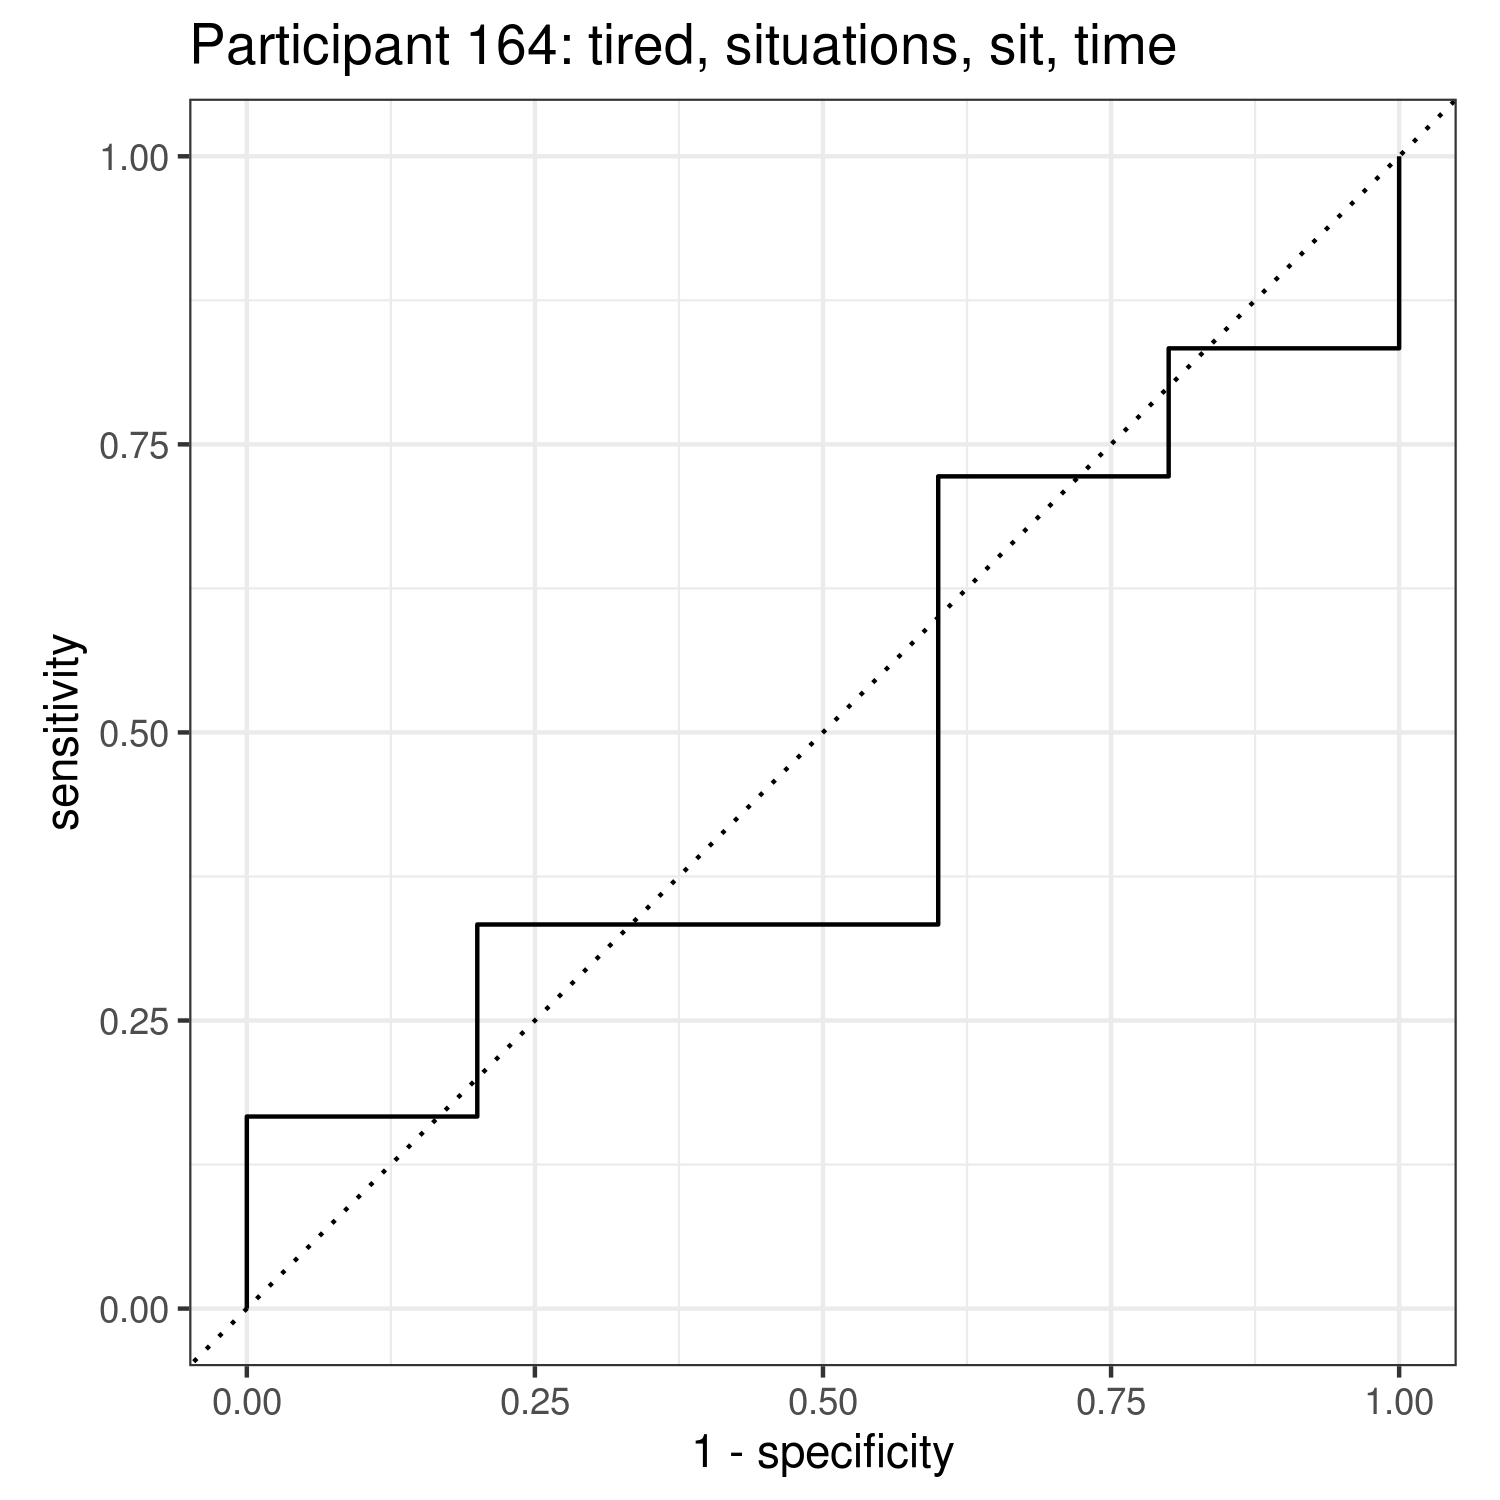 Participant 164: tired, situations, sit, time
1.00
0.75
0.50
0.25
0.00
sensitivity
0.00 0.25 0.50 0.75 1.00
1 - specificity